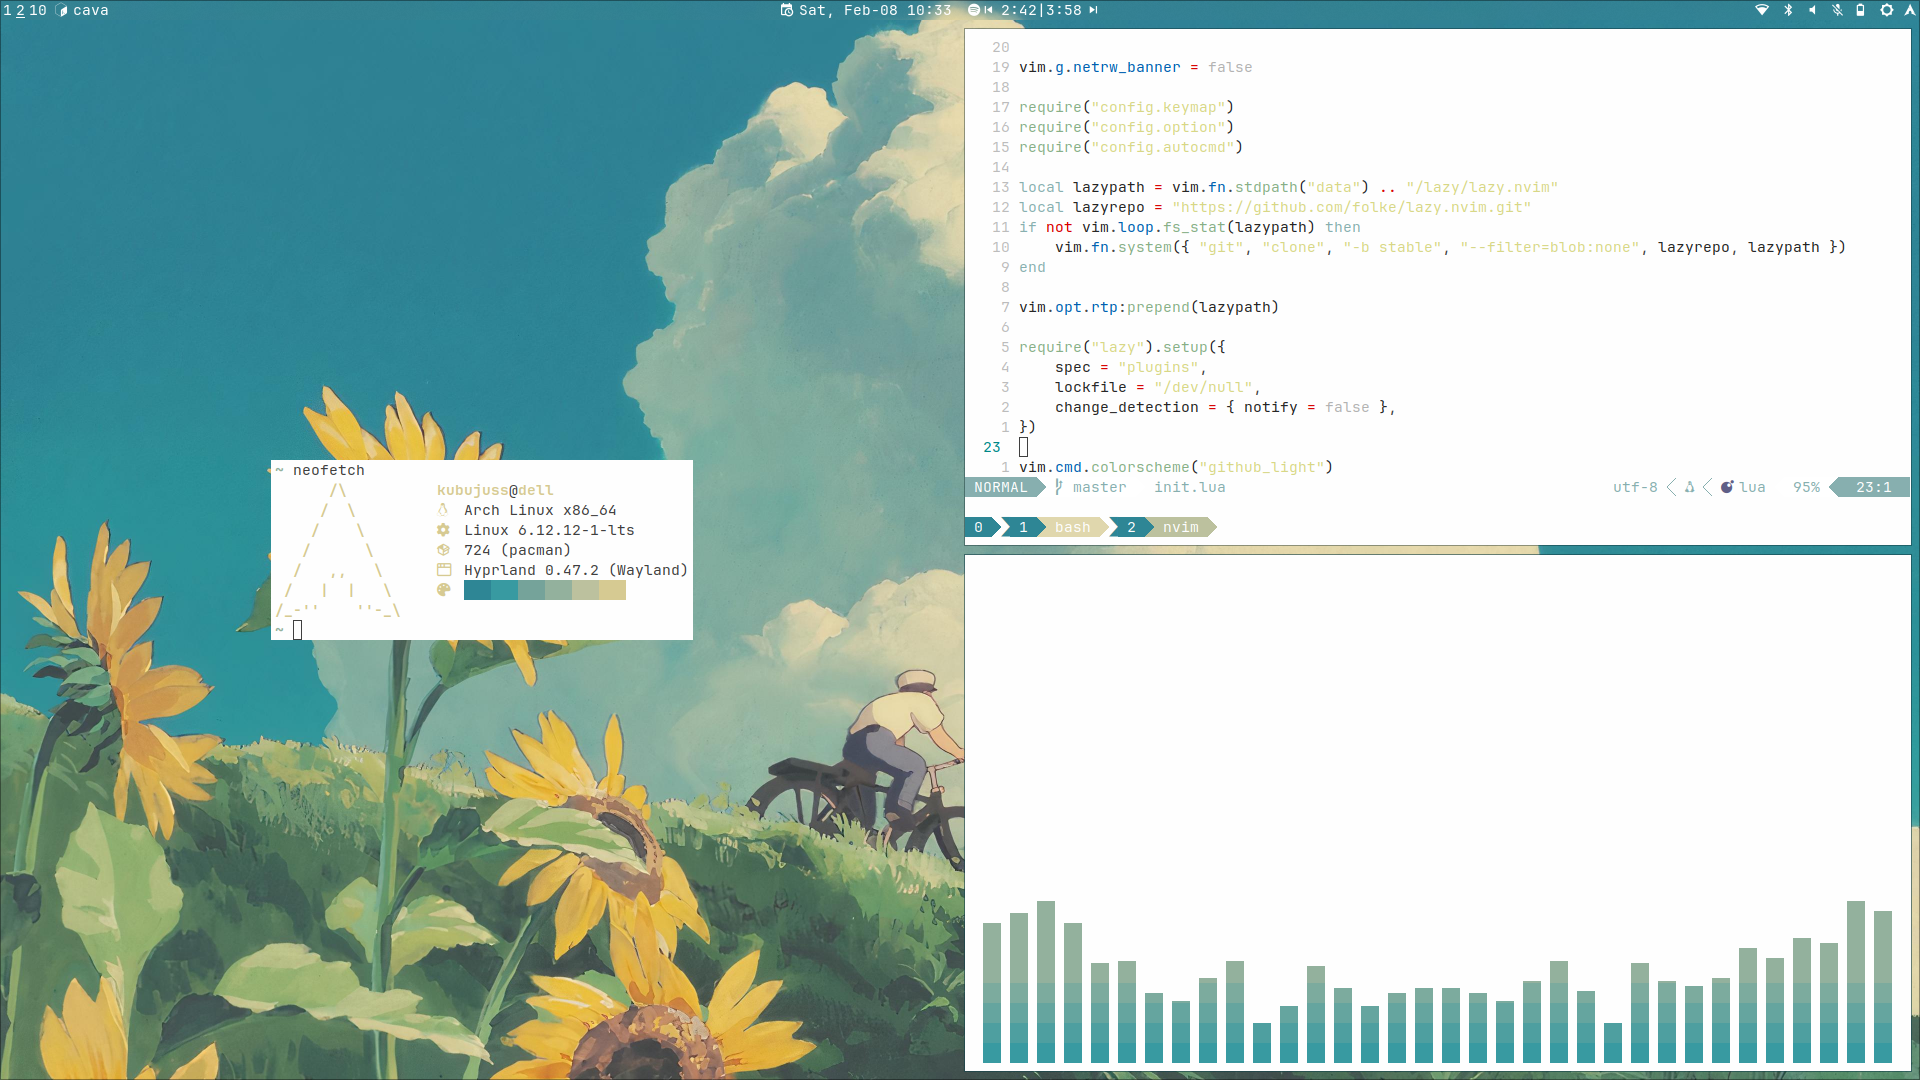 1 2 10 cava
Sat, Feb-08 10:33
2:42|3:58
~ neofetch
kubujuss@dell
Arch Linux x86_64
Linux 6.12.12-1-lts
724 (pacman)
Hyprland 0.47.2 (Wayland)
~
20
19 vim.g.netrw_banner = false
18
17 require("config.keymap")
16 require("config.option")
15 require("config.autocmd")
14
13 local lazypath = vim.fn.stdpath("data") .. "/lazy/lazy.nvim"
12 local lazyrepo = "https://github.com/folke/lazy.nvim.git"
11 if not vim.loop.fs_stat(lazypath) then
10     vim.fn.system({ "git", "clone", "-b stable", "--filter=blob:none", lazyrepo, lazypath })
9 end
8
7 vim.opt.rtp:prepend(lazypath)
6
5 require("lazy").setup({
4     spec = "plugins",
3     lockfile = "/dev/null",
2     change_detection = { notify = false },
1 })
23
1 vim.cmd.colorscheme("github_light")
NORMAL master init.lua utf-8 lua 95% 23:1
0 1 bash 2 nvim